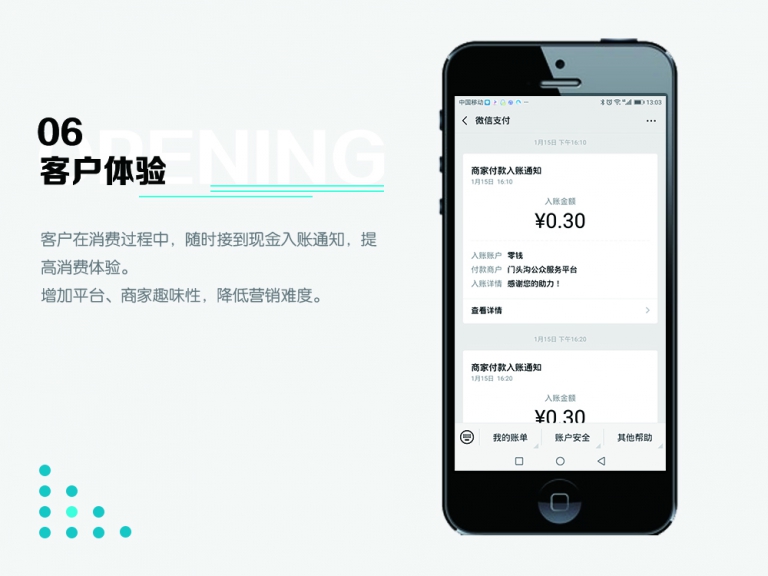 06
OPENING
客户体验
客户在消费过程中，随时接到现金入账通知，提
高消费体验。
增加平台、商家趣味性，降低营销难度。
中国移动
13:03
微信支付
1月15日 下午16:10
商家付款入账通知
1月15日 16:10
入账金额
¥0.30
入账账户 零钱
付款商户 门头沟公众服务平台
入账详情 感谢您的助力！
查看详情
1月15日 下午16:20
商家付款入账通知
1月15日 16:20
入账金额
¥0.30
我的账单 账户安全 其他帮助